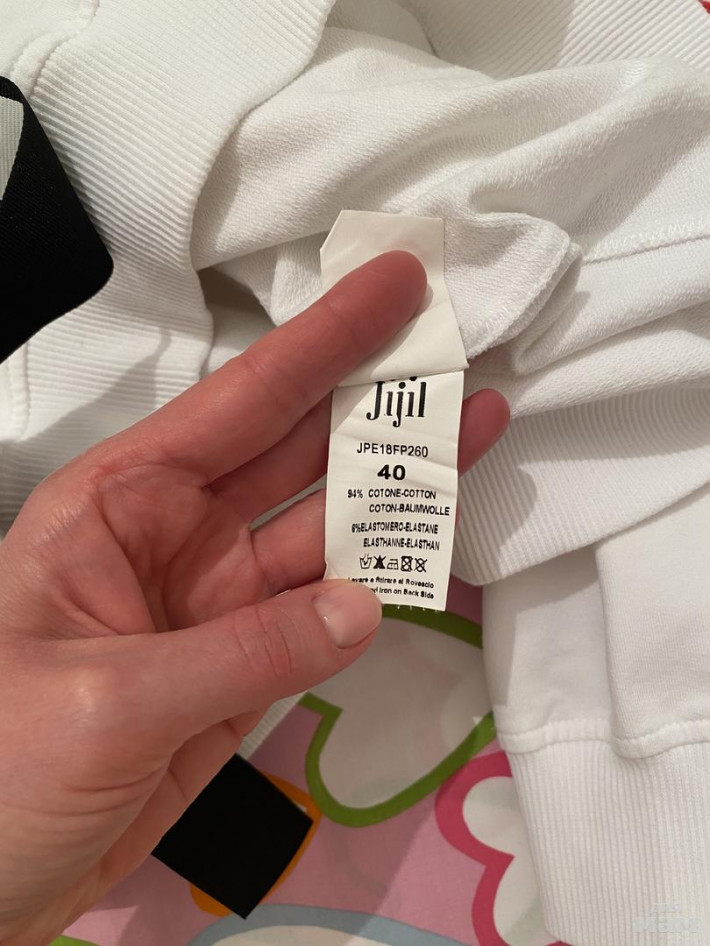 Jijil
JPE18FP260
40
94% COTONE-COTTON
COTON-BAUMWOLLE
6%ELASTOMERO-ELASTANE
ELASTHANNE-ELASTHAN
Lavare e Stirare al Rovescio
Iron on Back Side